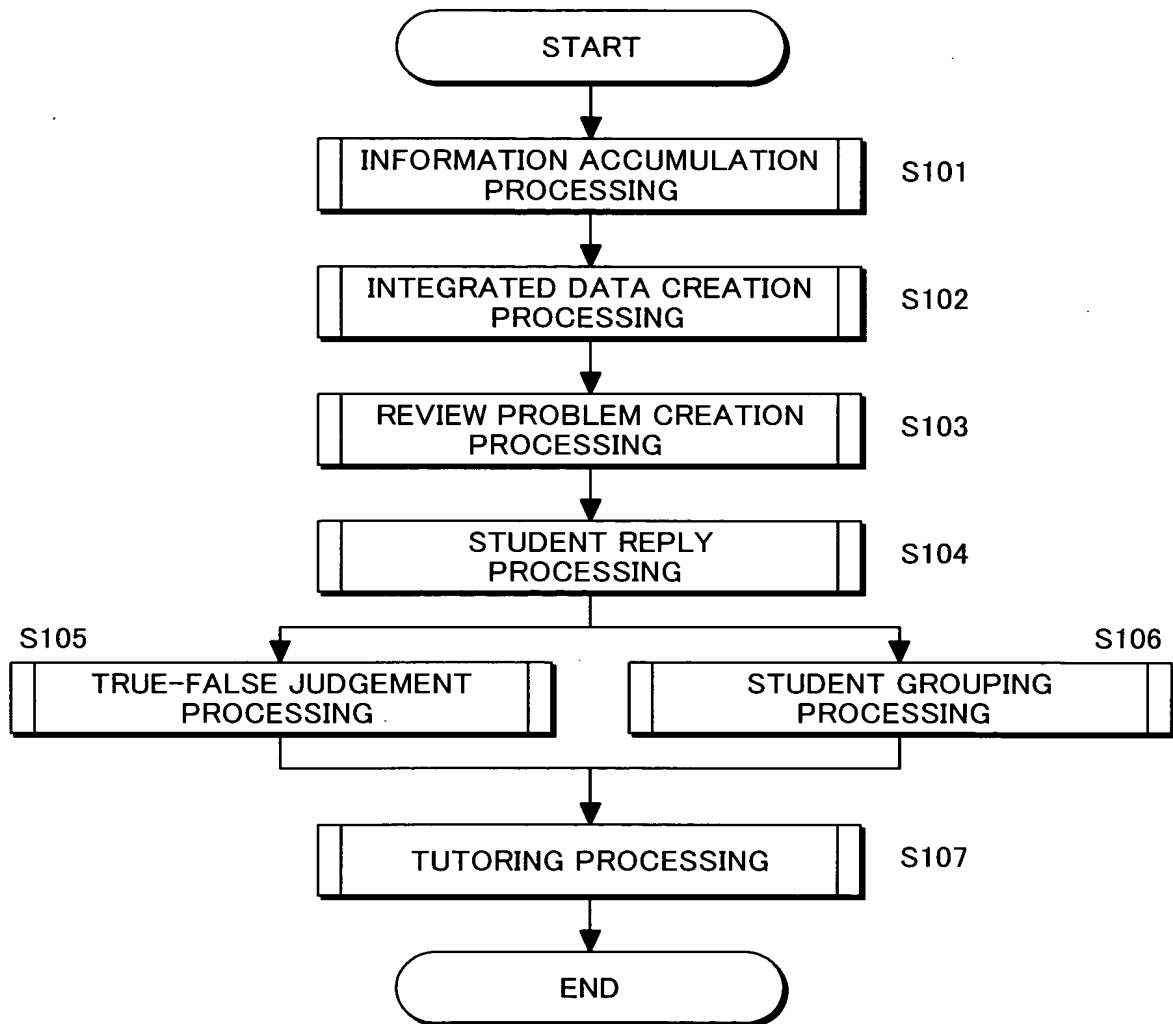 START
INFORMATION ACCUMULATION
PROCESSING
S101
INTEGRATED DATA CREATION
PROCESSING
S102
REVIEW PROBLEM CREATION
PROCESSING
S103
STUDENT REPLY
PROCESSING
S104
S105
TRUE-FALSE JUDGEMENT
PROCESSING
S106
STUDENT GROUPING
PROCESSING
TUTORING PROCESSING
S107
END